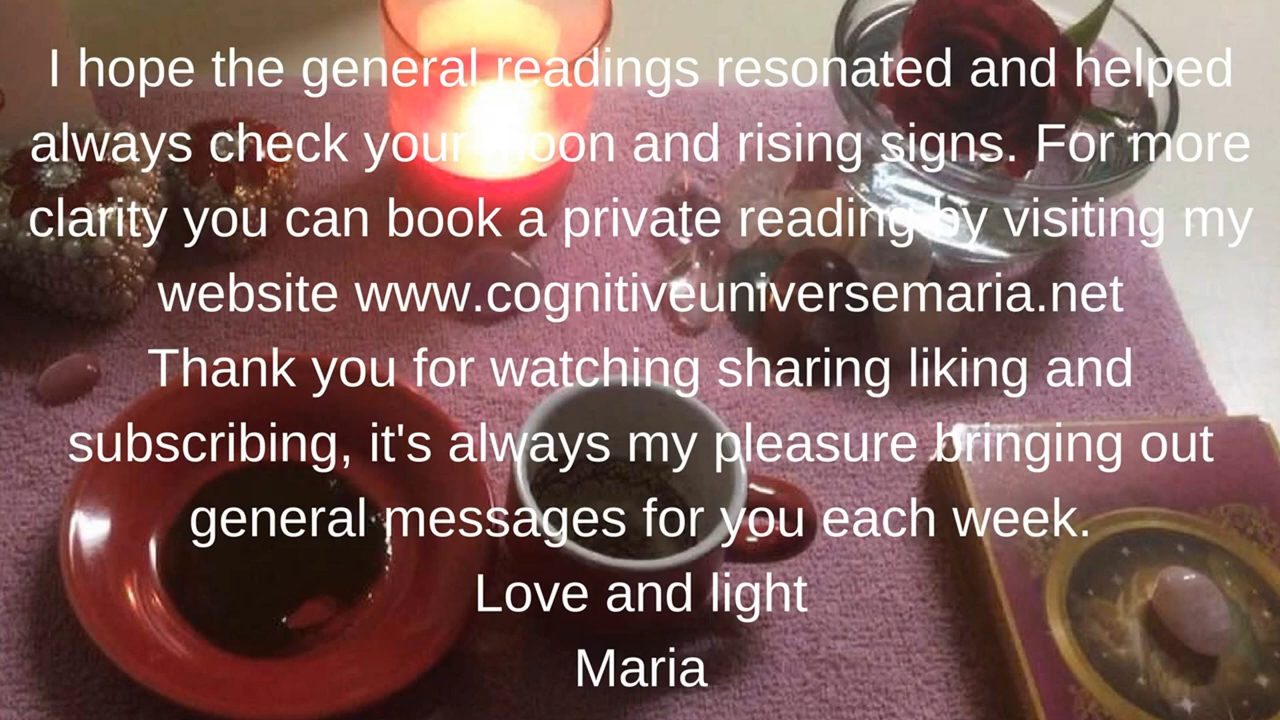 I hope the general readings resonated and helped
always check your moon and rising signs. For more
clarity you can book a private reading by visiting my
website www.cognitiveuniversemaria.net
Thank you for watching sharing liking and
subscribing, it's always my pleasure bringing out
general messages for you each week.
Love and light
Maria